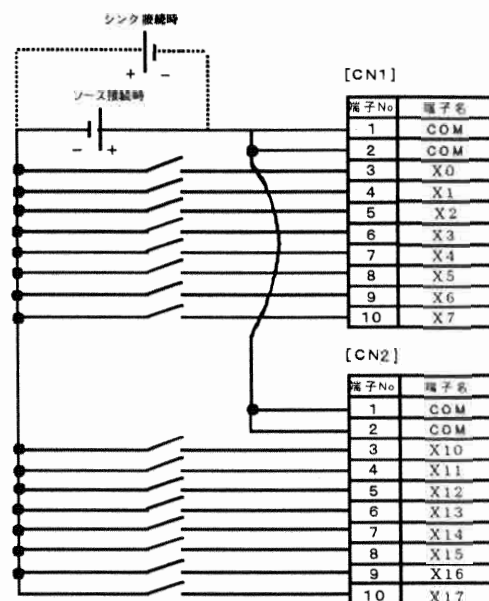 シンク接続時
+ −
ソース接続時
− +
[CN1]
端子No 端子名
1 COM
2 COM
3 X0
4 X1
5 X2
6 X3
7 X4
8 X5
9 X6
10 X7
[CN2]
端子No 端子名
1 COM
2 COM
3 X10
4 X11
5 X12
6 X13
7 X14
8 X15
9 X16
10 X17